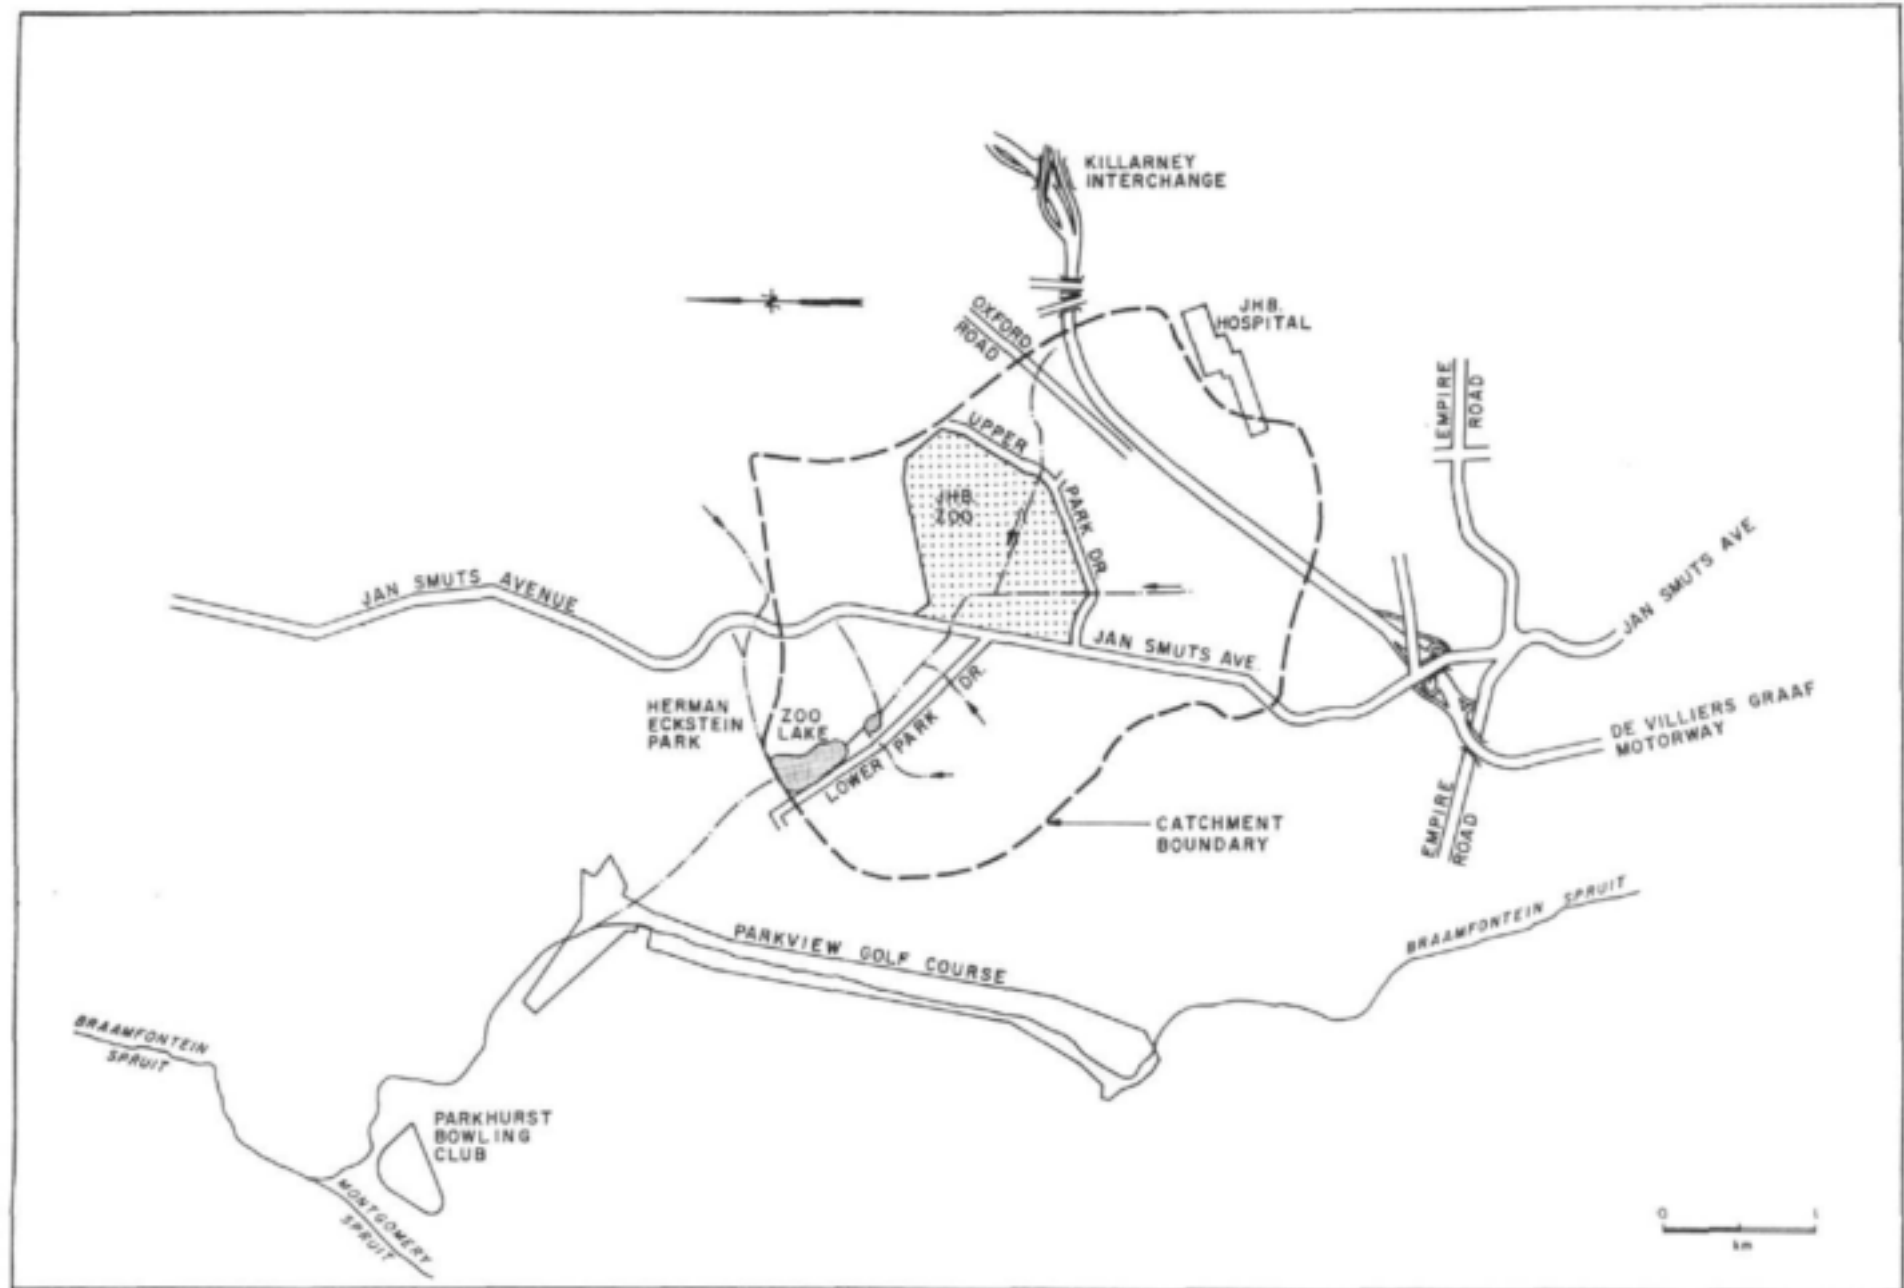 KILLARNEY
INTERCHANGE
N
OXFORD
ROAD
JHB.
HOSPITAL
EMPIRE
ROAD
UPPER
PARK DR.
JHB.
ZOO
JAN SMUTS AVENUE
JAN SMUTS AVE
JAN SMUTS AVE.
HERMAN
ECKSTEIN
PARK
ZOO
LAKE
LOWER PARK DR.
DE VILLIERS GRAAF
MOTORWAY
CATCHMENT
BOUNDARY
EMPIRE
ROAD
BRAAMFONTEIN SPRUIT
PARKVIEW GOLF COURSE
BRAAMFONTEIN
SPRUIT
PARKHURST
BOWLING
CLUB
MONTGOMERY
SPRUIT
0 1
km